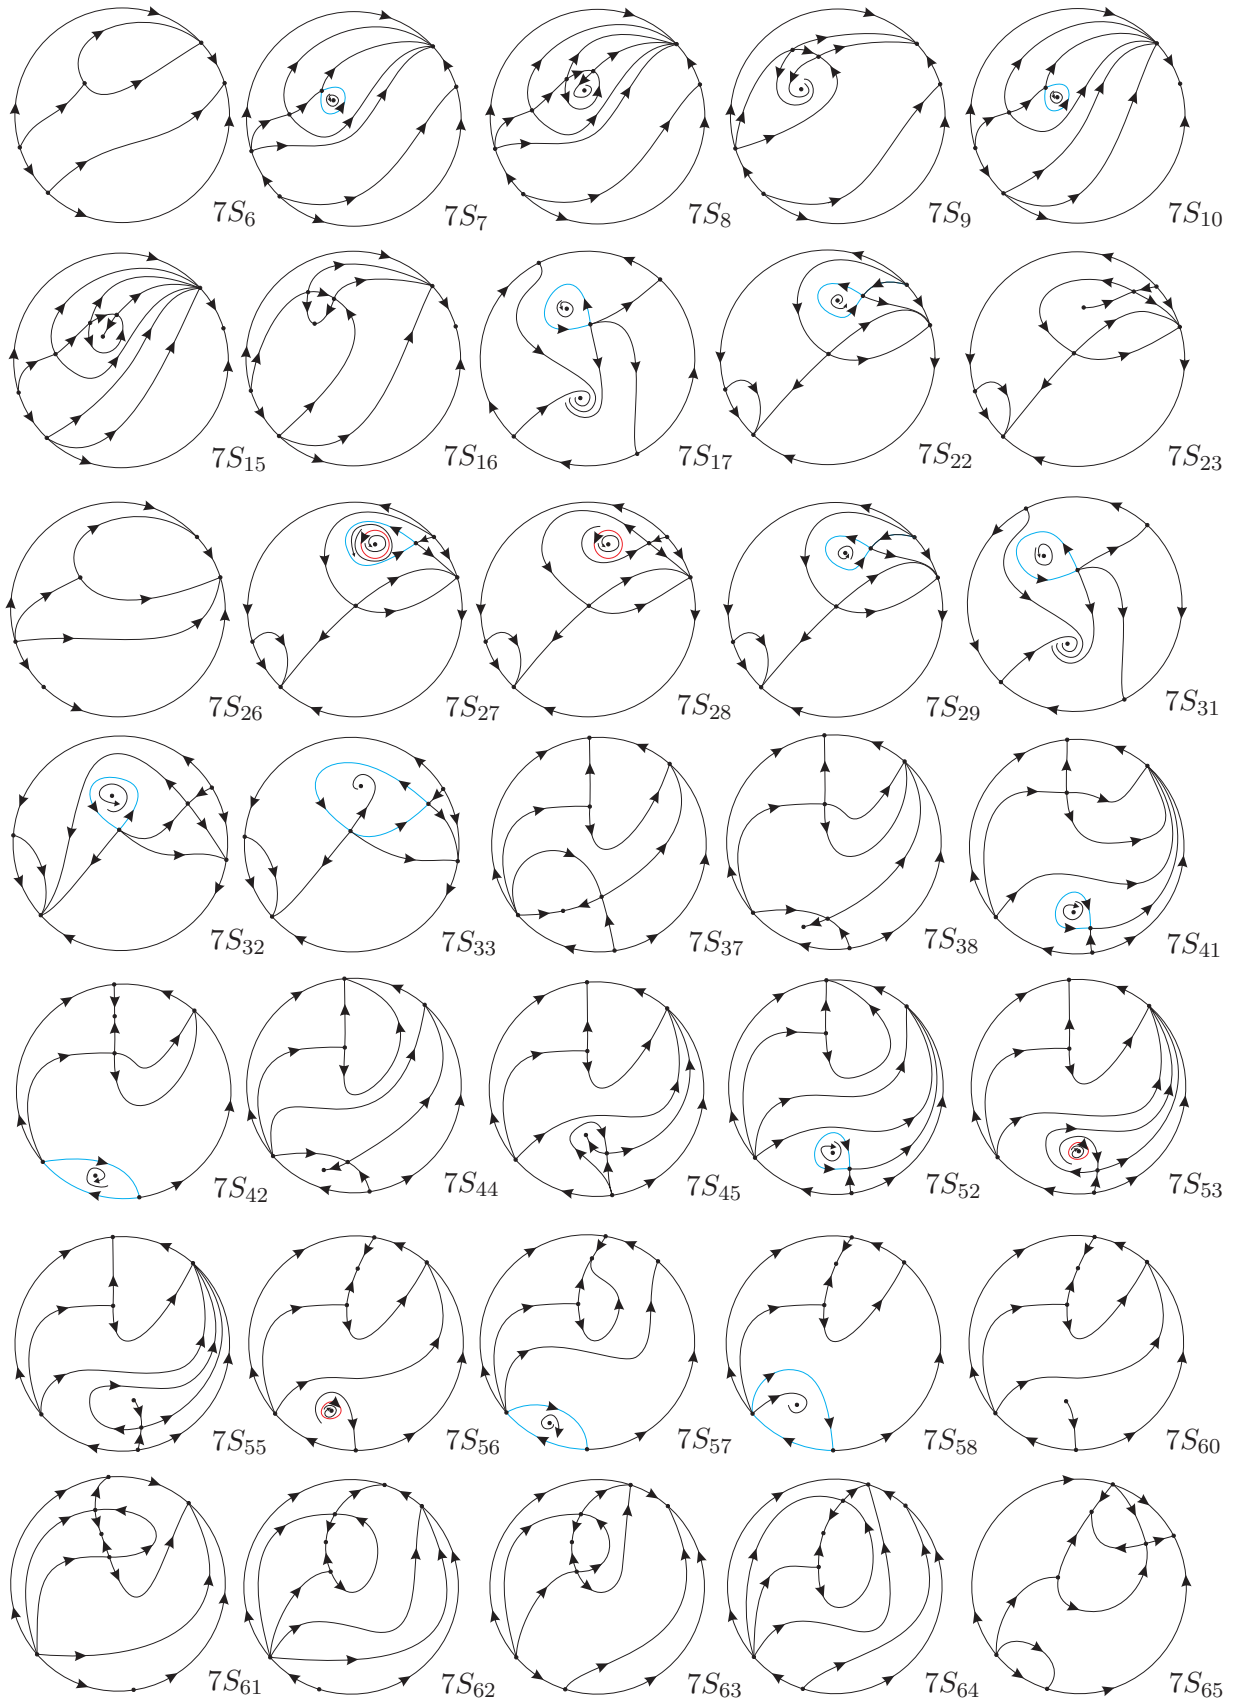 7S₆ 7S₇ 7S₈ 7S₉ 7S₁₀
7S₁₅ 7S₁₆ 7S₁₇ 7S₂₂ 7S₂₃
7S₂₆ 7S₂₇ 7S₂₈ 7S₂₉ 7S₃₁
7S₃₂ 7S₃₃ 7S₃₇ 7S₃₈ 7S₄₁
7S₄₂ 7S₄₄ 7S₄₅ 7S₅₂ 7S₅₃
7S₅₅ 7S₅₆ 7S₅₇ 7S₅₈ 7S₆₀
7S₆₁ 7S₆₂ 7S₆₃ 7S₆₄ 7S₆₅